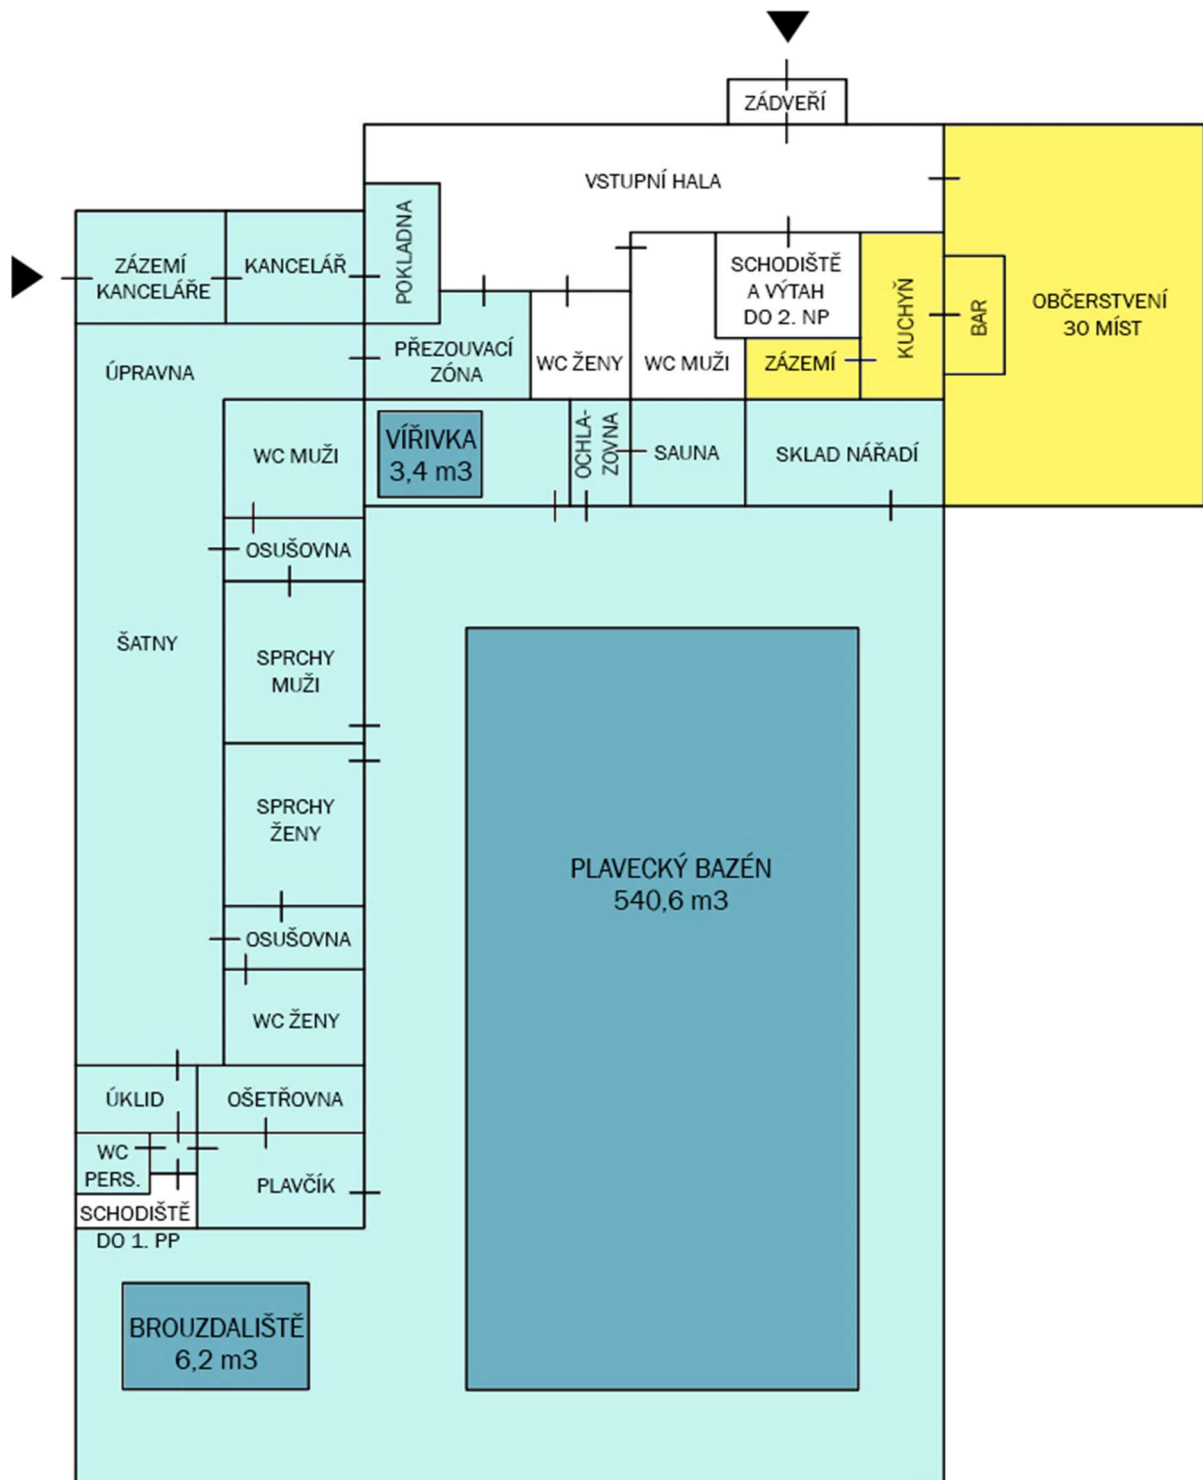 ZÁDVEŘÍ
VSTUPNÍ HALA
POKLADNA
ZÁZEMÍ
KANCELÁŘE
KANCELÁŘ
SCHODIŠTĚ
A VÝTAH
DO 2. NP
KUCHYŇ
BAR
OBČERSTVENÍ
30 MÍST
ÚPRAVNA
PŘEZOUVACÍ
ZÓNA
WC ŽENY
WC MUŽI
ZÁZEMÍ
WC MUŽI
VÍŘIVKA
3,4 m3
OCHLA-
ZOVNA
SAUNA
SKLAD NÁŘADÍ
OSUŠOVNA
ŠATNY
SPRCHY
MUŽI
SPRCHY
ŽENY
PLAVECKÝ BAZÉN
540,6 m3
OSUŠOVNA
WC ŽENY
ÚKLID
OŠETŘOVNA
WC
PERS.
PLAVČÍK
SCHODIŠTĚ
DO 1. PP
BROUZDALIŠTĚ
6,2 m3